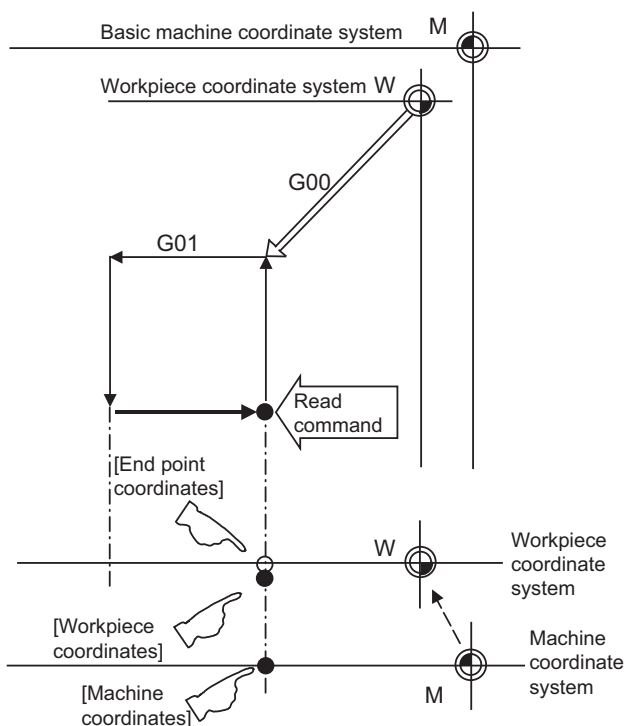 Basic machine coordinate system M
Workpiece coordinate system W
G00
G01
Read
command
[End point
coordinates]
W
Workpiece
coordinate
system
[Workpiece
coordinates]
Machine
coordinate
system
[Machine
coordinates]
M